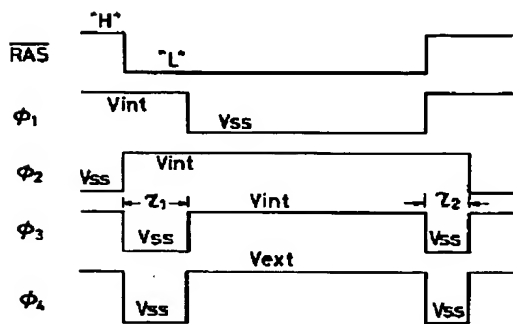 "H"
RAS
"L"
Vint
ϕ1
Vss
Vint
ϕ2
Vss
τ1
Vint
τ2
ϕ3
Vss
Vss
Vext
ϕ4
Vss
Vss